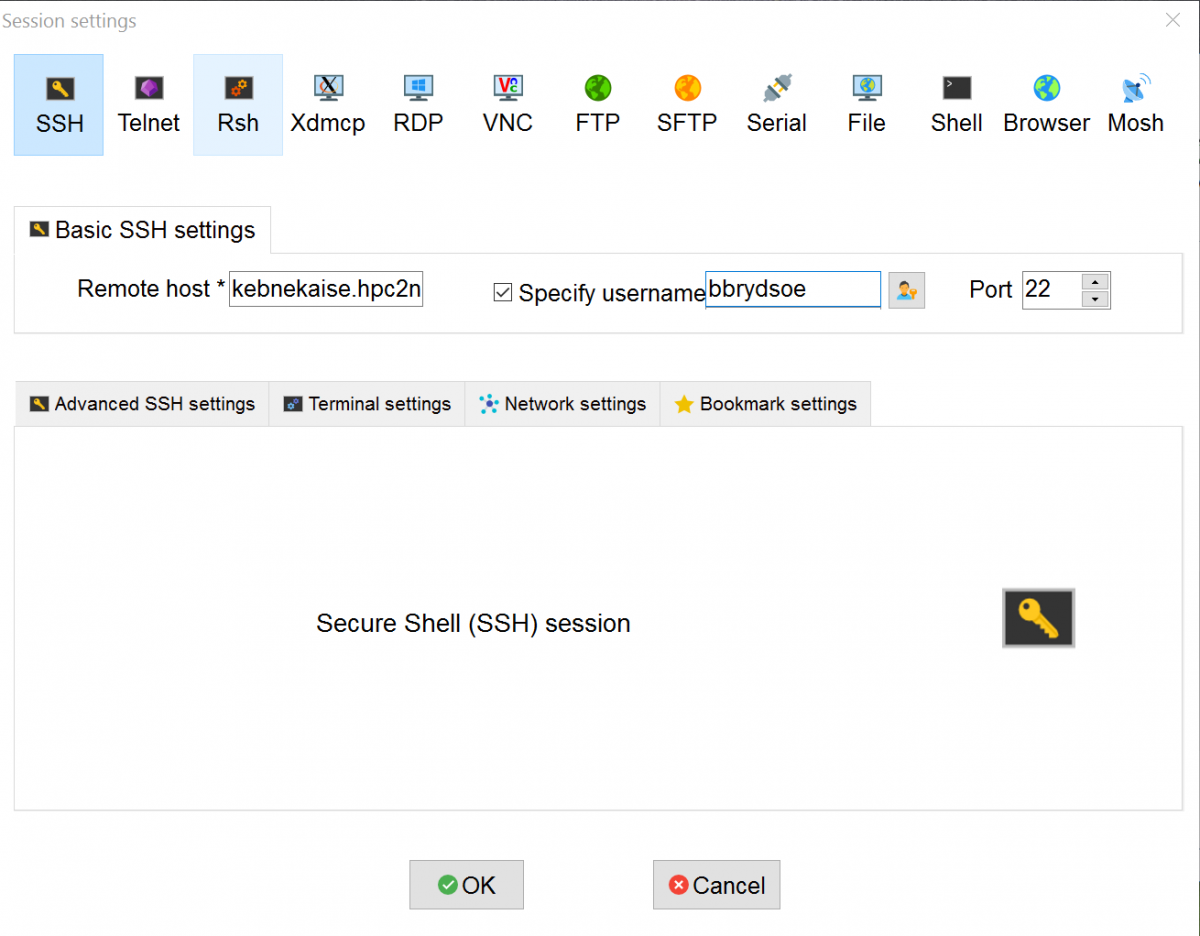 Session settings
SSH Telnet Rsh Xdmcp RDP VNC FTP SFTP Serial File Shell Browser Mosh
Basic SSH settings
Remote host * kebnekaise.hpc2n Specify username bbrydsoe Port 22
Advanced SSH settings Terminal settings Network settings Bookmark settings
Secure Shell (SSH) session
OK Cancel